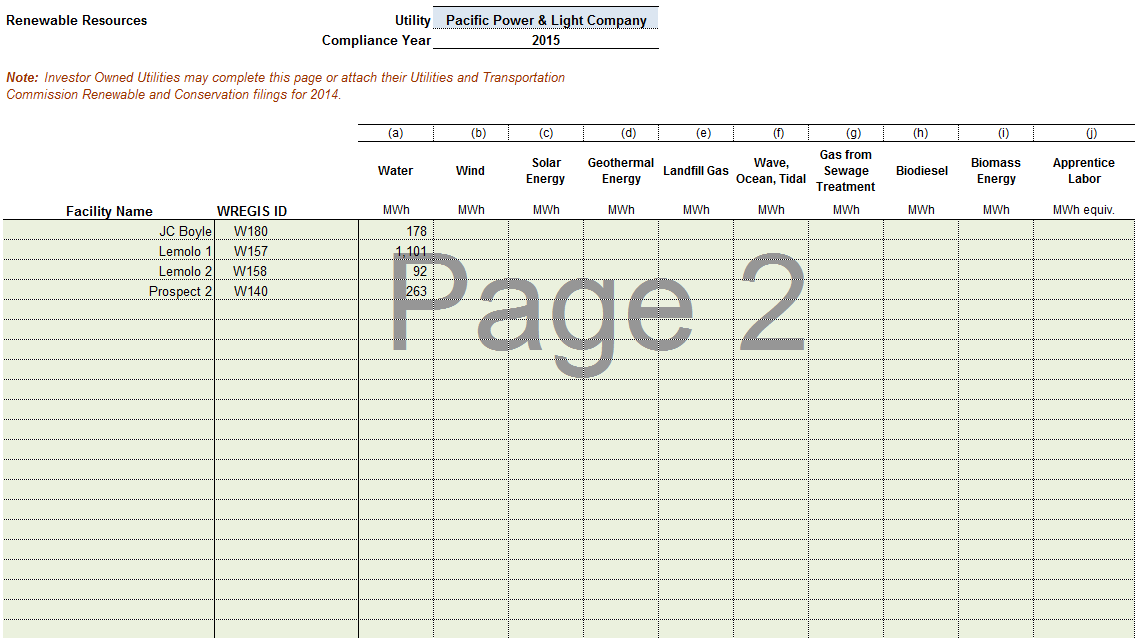 Renewable Resources Utility Pacific Power & Light Company
Compliance Year 2015
Note: Investor Owned Utilities may complete this page or attach their Utilities and Transportation
Commission Renewable and Conservation filings for 2014.
(a) (b) (c) (d) (e) (f) (g) (h) (i) (j)
Water Wind Solar Energy Geothermal Energy Landfill Gas Wave, Ocean, Tidal Gas from Sewage Treatment Biodiesel Biomass Energy Apprentice Labor
Facility Name WREGIS ID MWh MWh MWh MWh MWh MWh MWh MWh MWh MWh equiv.
JC Boyle W180 178
Lemolo 1 W157 1,101
Lemolo 2 W158 92
Prospect 2 W140 263
Page 2